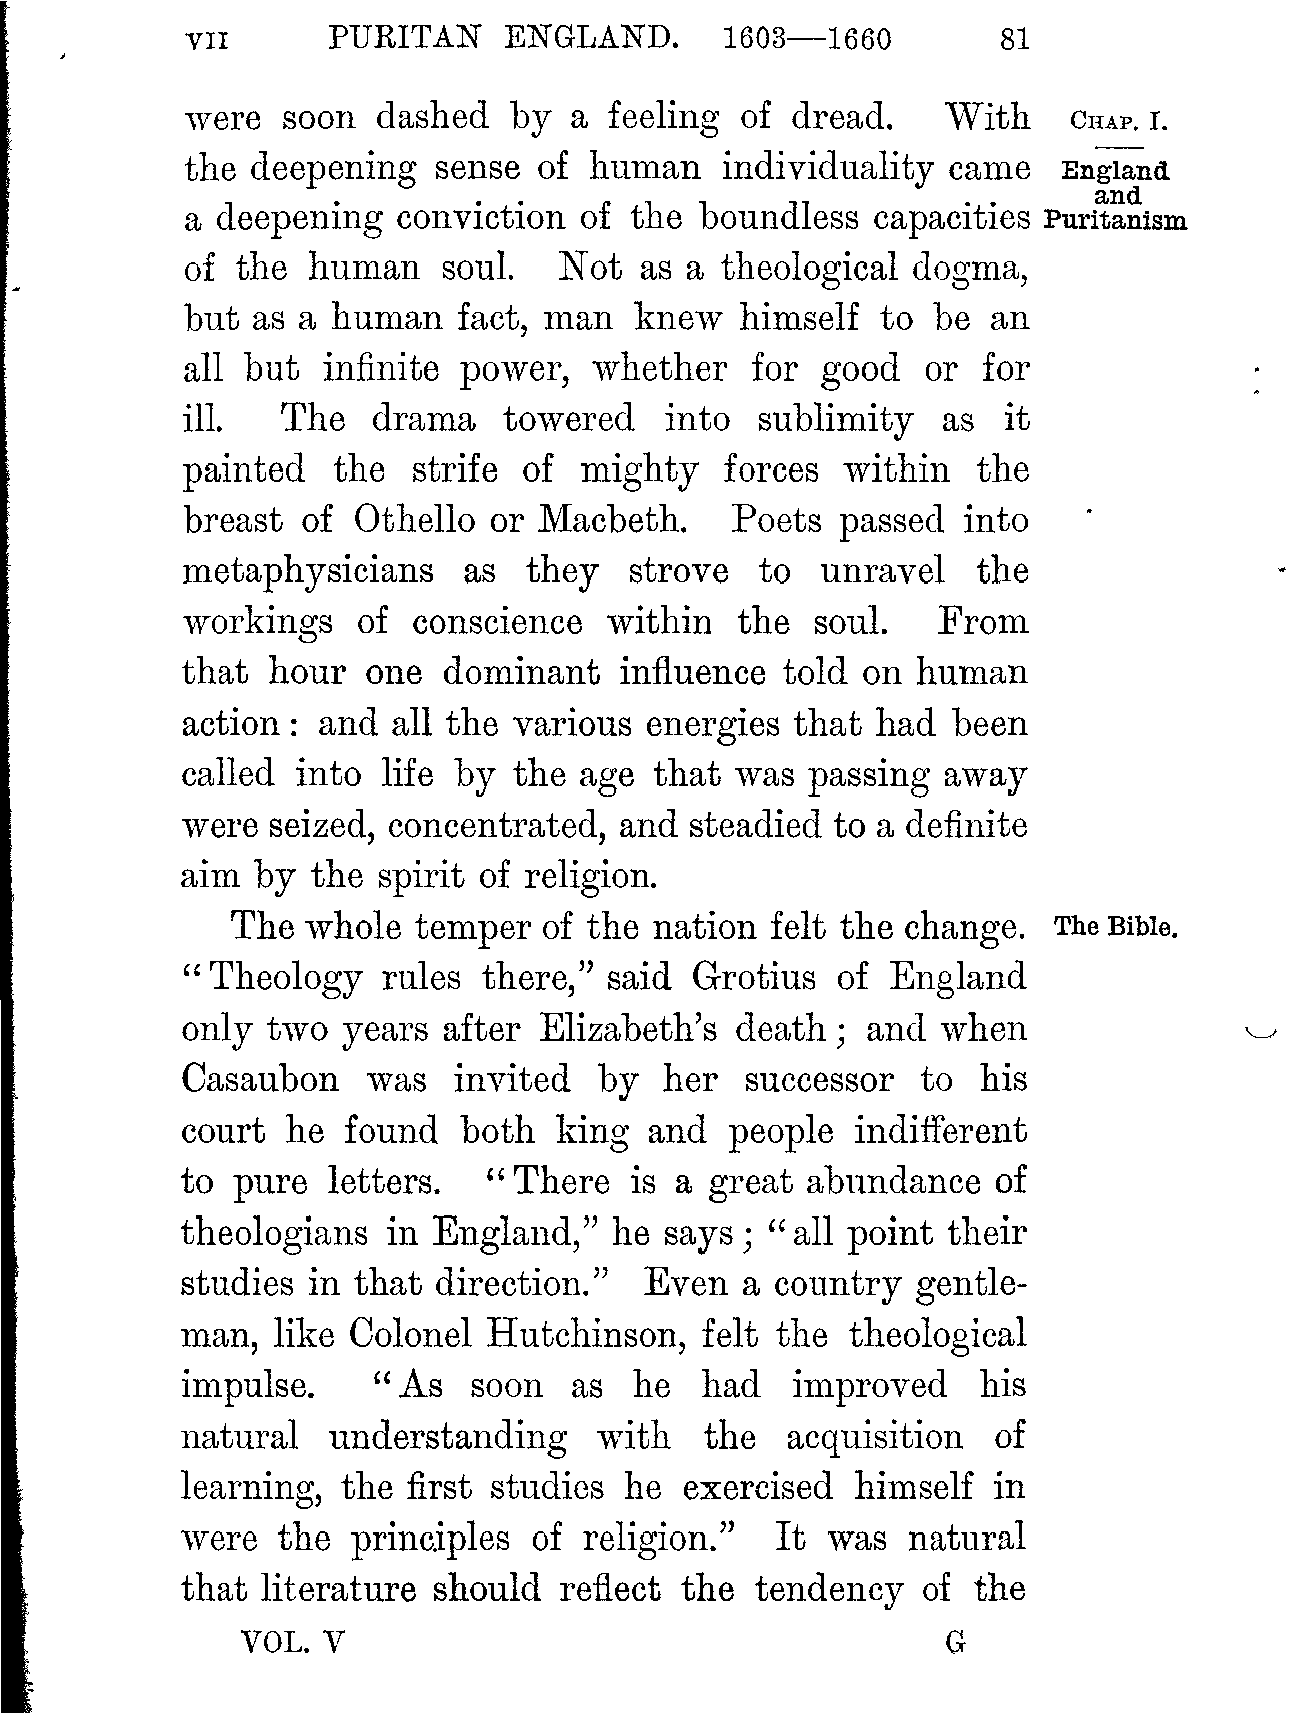 VII PURITAN ENGLAND. 1603—1660 81
were soon dashed by a feeling of dread. With
the deepening sense of human individuality came
a deepening conviction of the boundless capacities
of the human soul. Not as a theological dogma,
but as a human fact, man knew himself to be an
all but infinite power, whether for good or for
ill. The drama towered into sublimity as it
painted the strife of mighty forces within the
breast of Othello or Macbeth. Poets passed into
metaphysicians as they strove to unravel the
workings of conscience within the soul. From
that hour one dominant influence told on human
action : and all the various energies that had been
called into life by the age that was passing away
were seized, concentrated, and steadied to a definite
aim by the spirit of religion.
The whole temper of the nation felt the change.
“Theology rules there,” said Grotius of England
only two years after Elizabeth’s death ; and when
Casaubon was invited by her successor to his
court he found both king and people indifferent
to pure letters. “There is a great abundance of
theologians in England,” he says ; “all point their
studies in that direction.” Even a country gentle-
man, like Colonel Hutchinson, felt the theological
impulse. “As soon as he had improved his
natural understanding with the acquisition of
learning, the first studies he exercised himself in
were the principles of religion.” It was natural
that literature should reflect the tendency of the
VOL. V G
CHAP. I.
England
and
Puritanism
The Bible.